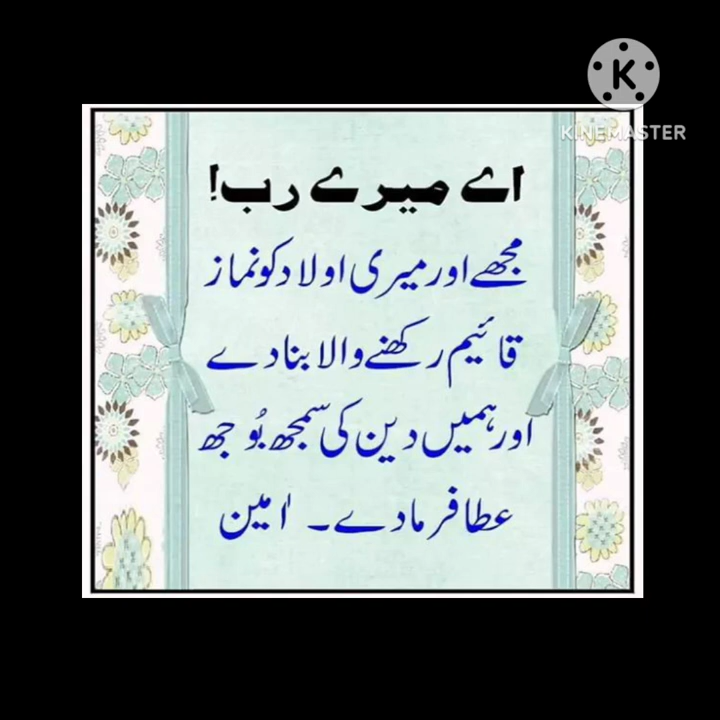 K
KINEMASTER
اے میرے رب!
مجھے اور میری اولاد کو نماز
قائیم رکھنے والا بنا دے
اور ہمیں دین کی سمجھ بُوجھ
عطا فرما دے ۔ اٰمین